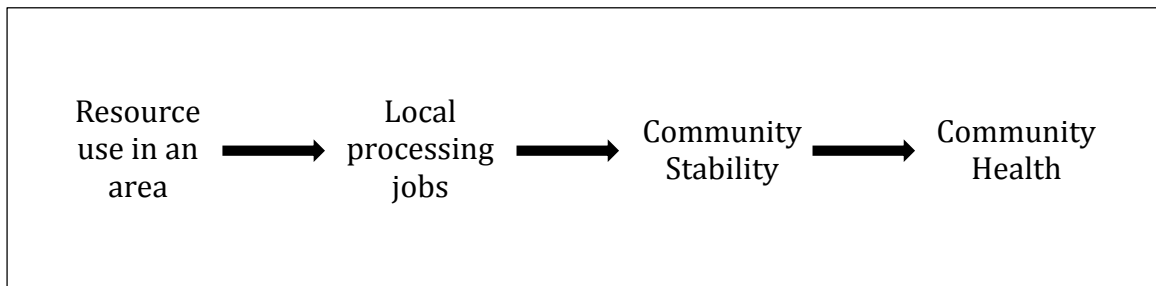 Resource
use in an
area
Local
processing
jobs
Community
Stability
Community
Health